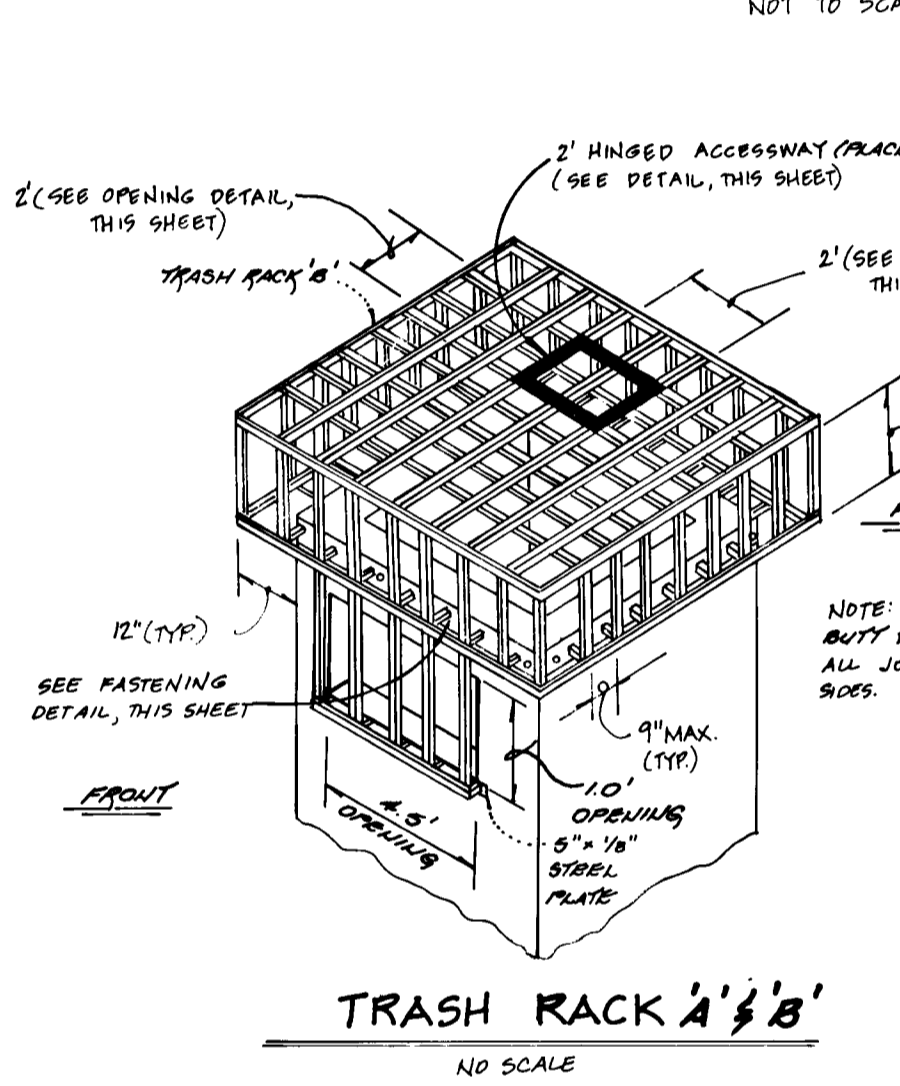 NOT TO SCA
2' HINGED ACCESSWAY (PLACE
(SEE DETAIL, THIS SHEET)
2' (SEE OPENING DETAIL,
THIS SHEET)
TRASH RACK 'B'
2' (SEE
THI
12" (TYP.)
SEE FASTENING
DETAIL, THIS SHEET
NOTE:
BUTT
ALL JO
SIDES.
9" MAX.
(TYP.)
FRONT
1.0'
OPENING
4.5'
OPENING
5" x 1/8"
STEEL
PLATE
TRASH RACK 'A' & 'B'
NO SCALE